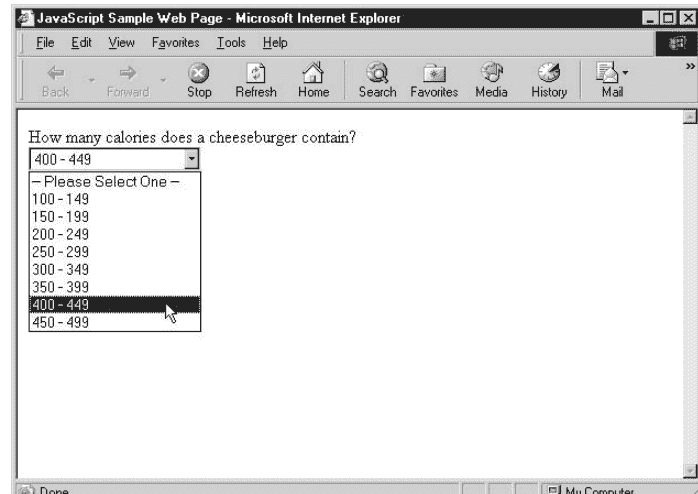 JavaScript Sample Web Page - Microsoft Internet Explorer
File Edit View Favorites Tools Help
Back Forward Stop Refresh Home Search Favorites Media History Mail »
How many calories does a cheeseburger contain?
400 - 449
-- Please Select One --
100 - 149
150 - 199
200 - 249
250 - 299
300 - 349
350 - 399
400 - 449
450 - 499
Done My Computer